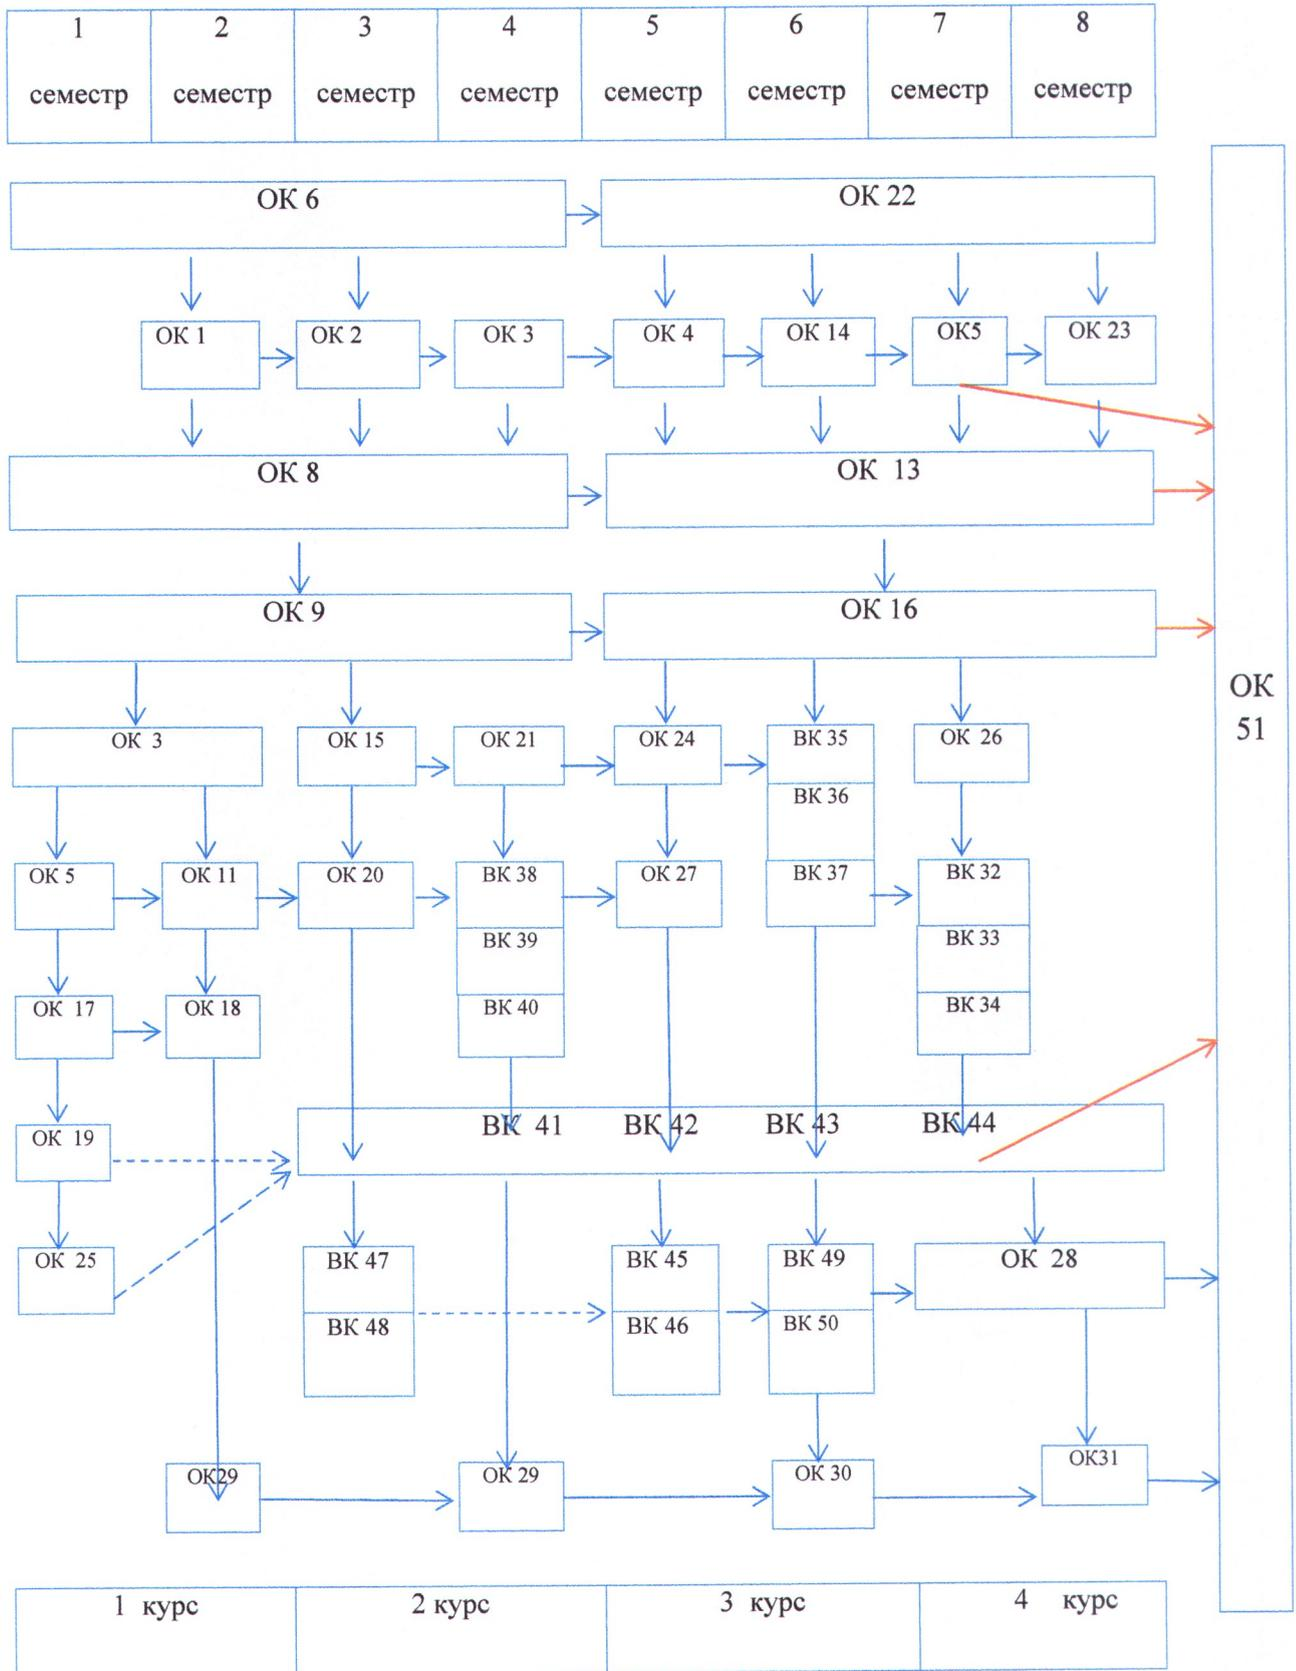 1 2 3 4 5 6 7 8
семестр семестр семестр семестр семестр семестр семестр семестр
ОК 6 ОК 22
ОК 1 ОК 2 ОК 3 ОК 4 ОК 14 ОК5 ОК 23
ОК 8 ОК 13
ОК 9 ОК 16
ОК
51
ОК 3 ОК 15 ОК 21 ОК 24 ВК 35 ОК 26
ВК 36
ОК 5 ОК 11 ОК 20 ВК 38 ОК 27 ВК 37 ВК 32
ВК 39 ВК 33
ОК 17 ОК 18 ВК 40 ВК 34
ОК 19 ВК 41 ВК 42 ВК 43 ВК 44
ОК 25 ВК 47 ВК 45 ВК 49 ОК 28
ВК 48 ВК 46 ВК 50
ОК29 ОК 29 ОК 30 ОК31
1 курс 2 курс 3 курс 4 курс